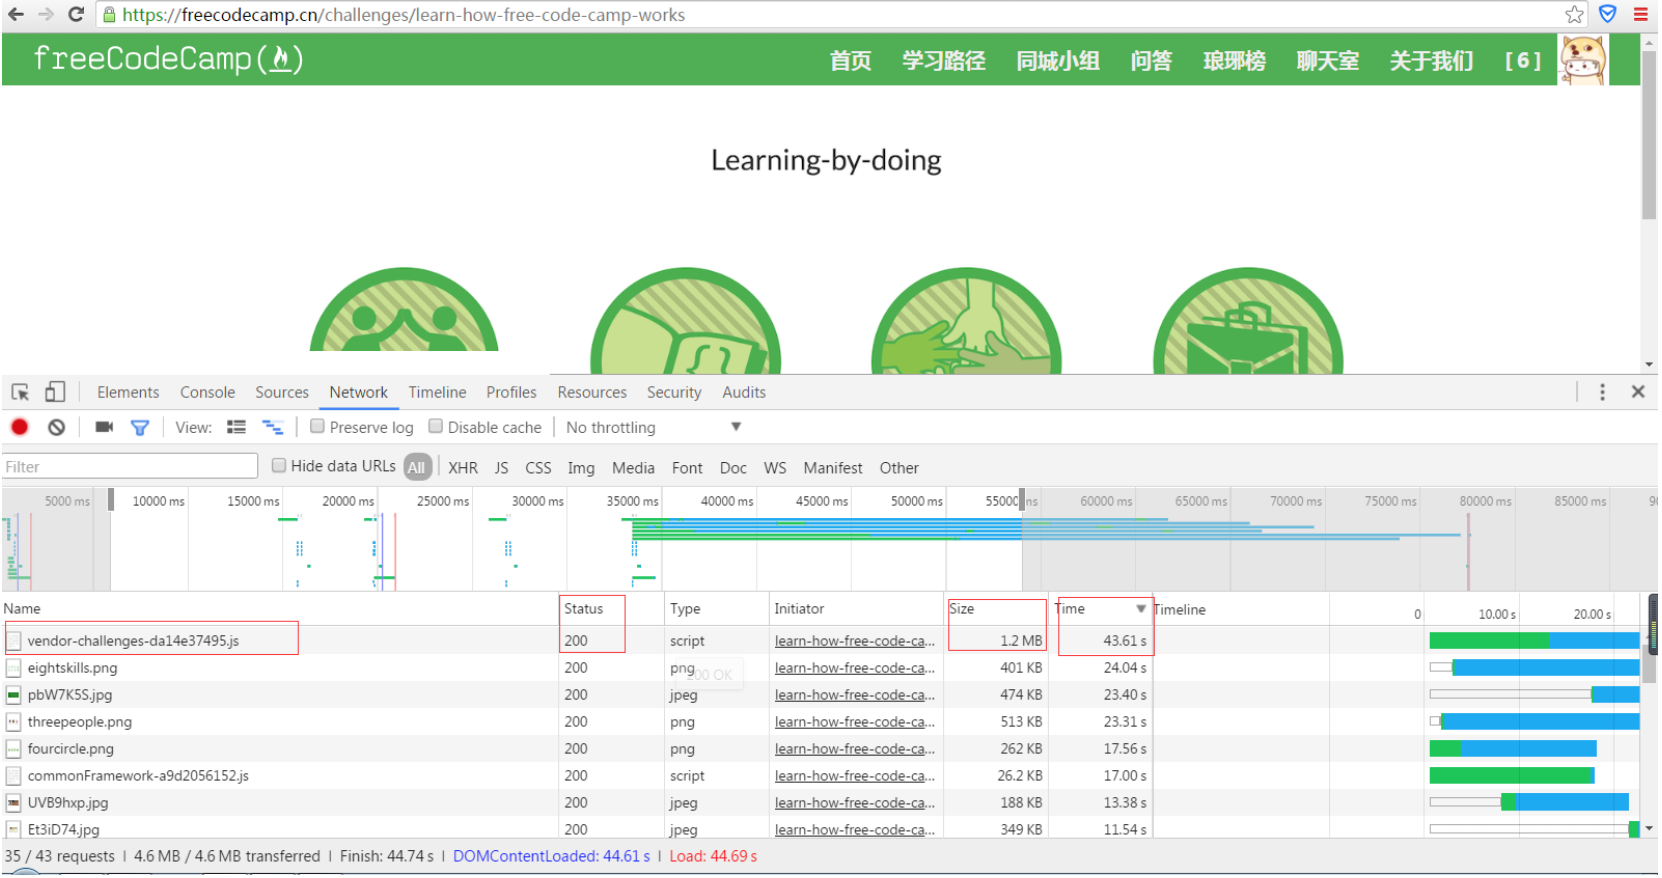 https://freecodecamp.cn/challenges/learn-how-free-code-camp-works
freeCodeCamp( ) 首页 学习路径 同城小组 问答 琅琊榜 聊天室 关于我们 [ 6 ]
Learning-by-doing
{ }
Elements Console Sources Network Timeline Profiles Resources Security Audits
View: Preserve log Disable cache No throttling
Filter Hide data URLs All XHR JS CSS Img Media Font Doc WS Manifest Other
5000 ms 10000 ms 15000 ms 20000 ms 25000 ms 30000 ms 35000 ms 40000 ms 45000 ms 50000 ms 55000 ms 60000 ms 65000 ms 70000 ms 75000 ms 80000 ms 85000 ms
Name Status Type Initiator Size Time Timeline 0 10.00 s 20.00 s
vendor-challenges-da14e37495.js 200 script learn-how-free-code-ca... 1.2 MB 43.61 s
eightskills.png 200 png learn-how-free-code-ca... 401 KB 24.04 s
200 OK
pbW7K5S.jpg 200 jpeg learn-how-free-code-ca... 474 KB 23.40 s
threepeople.png 200 png learn-how-free-code-ca... 513 KB 23.31 s
fourcircle.png 200 png learn-how-free-code-ca... 262 KB 17.56 s
commonFramework-a9d2056152.js 200 script learn-how-free-code-ca... 26.2 KB 17.00 s
UVB9hxp.jpg 200 jpeg learn-how-free-code-ca... 188 KB 13.38 s
Et3iD74.jpg 200 jpeg learn-how-free-code-ca... 349 KB 11.54 s
35 / 43 requests | 4.6 MB / 4.6 MB transferred | Finish: 44.74 s | DOMContentLoaded: 44.61 s | Load: 44.69 s